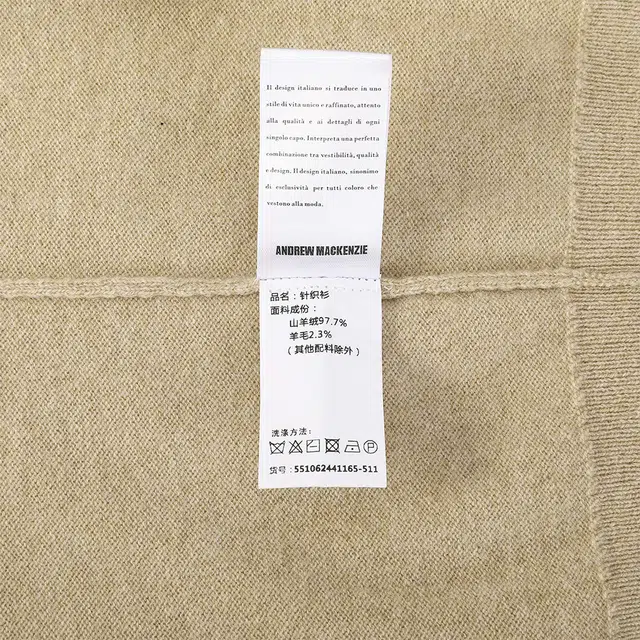 Il design italiano si traduce in uno
stile di vita unico e raffinato, attento
alla qualità e ai dettagli di ogni
singolo capo. Interpreta una perfetta
combinazione tra vestibilità, qualità
e design. Il design italiano, sinonimo
di esclusività per tutti coloro che
vestono alla moda.
ANDREW MACKENZIE
品名：针织衫
面料成份：
山羊绒97.7%
羊毛2.3%
（其他配料除外）
洗涤方法：
货号：551062441165-511